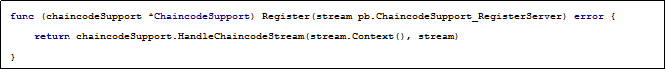 func (chaincodeSupport *ChaincodeSupport) Register(stream pb.ChaincodeSupport_RegisterServer) error {
return chaincodeSupport.HandleChaincodeStream(stream.Context(), stream)
}